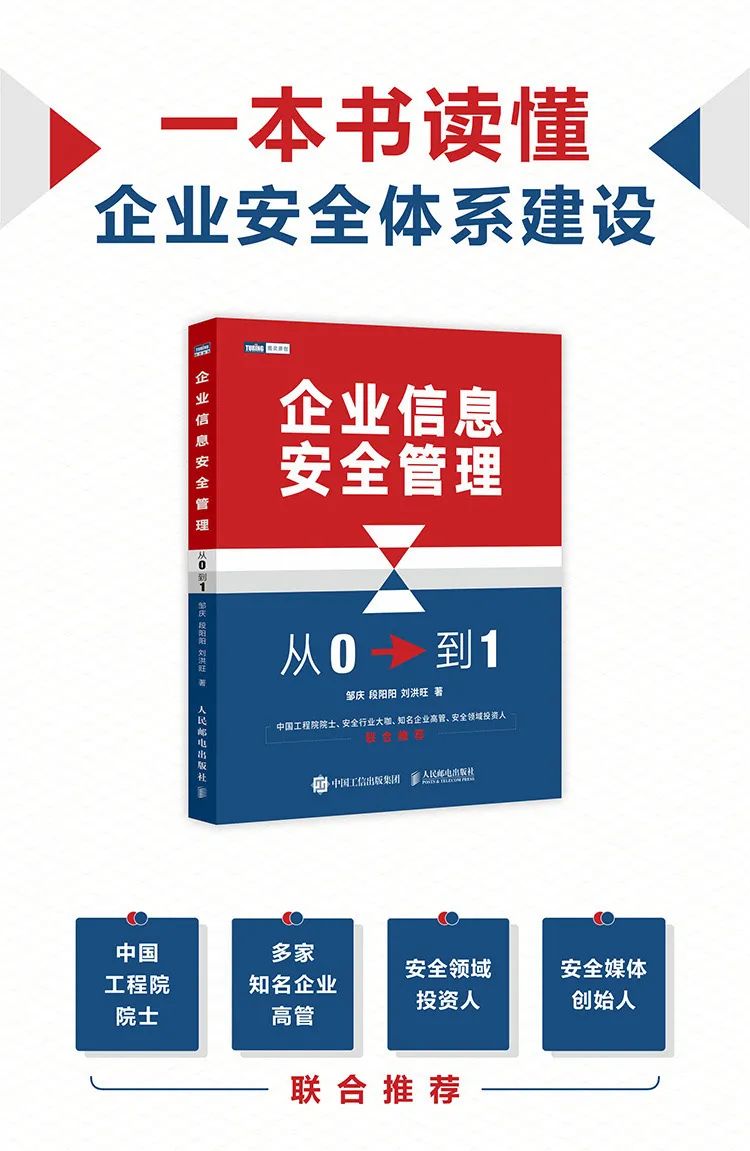 一本书读懂
企业安全体系建设
TURING 图灵原创
企业信息
安全管理
从0到1
邹庆 段阳阳 刘洪旺 著
中国工程院院士、安全行业大咖、知名企业高管、安全领域投资人
联合推荐
中国工信出版集团 人民邮电出版社
POSTS & TELECOM PRESS
企业信息安全管理
从0到1
邹庆 段阳阳 刘洪旺 著
人民邮电出版社
中国
工程院
院士
多家
知名企业
高管
安全领域
投资人
安全媒体
创始人
联合推荐